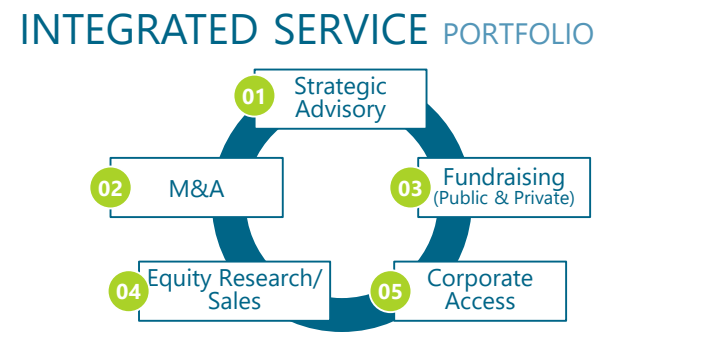 INTEGRATED SERVICE PORTFOLIO
01
Strategic
Advisory
02
M&A
03
Fundraising
(Public & Private)
04
Equity Research/
Sales
05
Corporate
Access